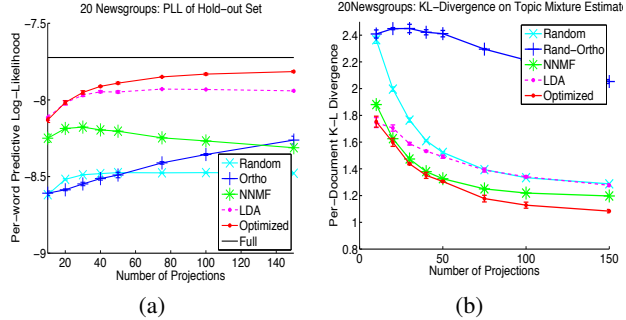 20 Newsgroups: PLL of Hold-out Set
Per-word Predictive Log-Likelihood
-7.5
-8
-8.5
-9
20 40 60 80 100 120 140
Number of Projections
Random
Ortho
NNMF
LDA
Optimized
Full
(a)
20Newsgroups: KL-Divergence on Topic Mixture Estimate
Per-Document K-L Divergence
2.4
2.2
2
1.8
1.6
1.4
1.2
1
0.8
0 50 100 150
Number of Projections
Random
Rand-Ortho
NNMF
LDA
Optimized
(b)